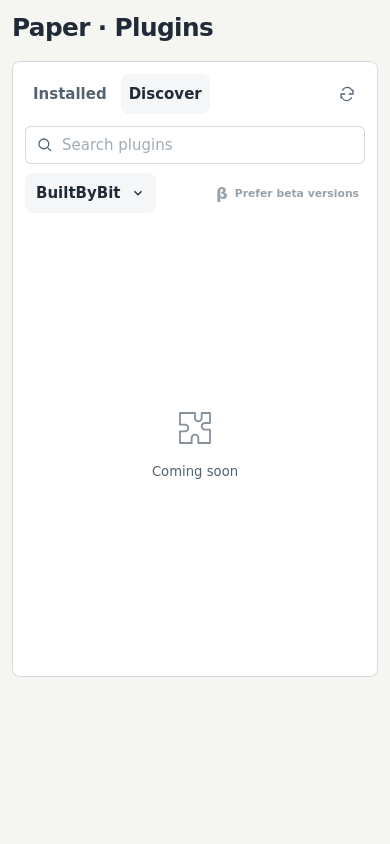 Paper · Plugins
Installed Discover
Search plugins
BuiltByBit β Prefer beta versions
Coming soon